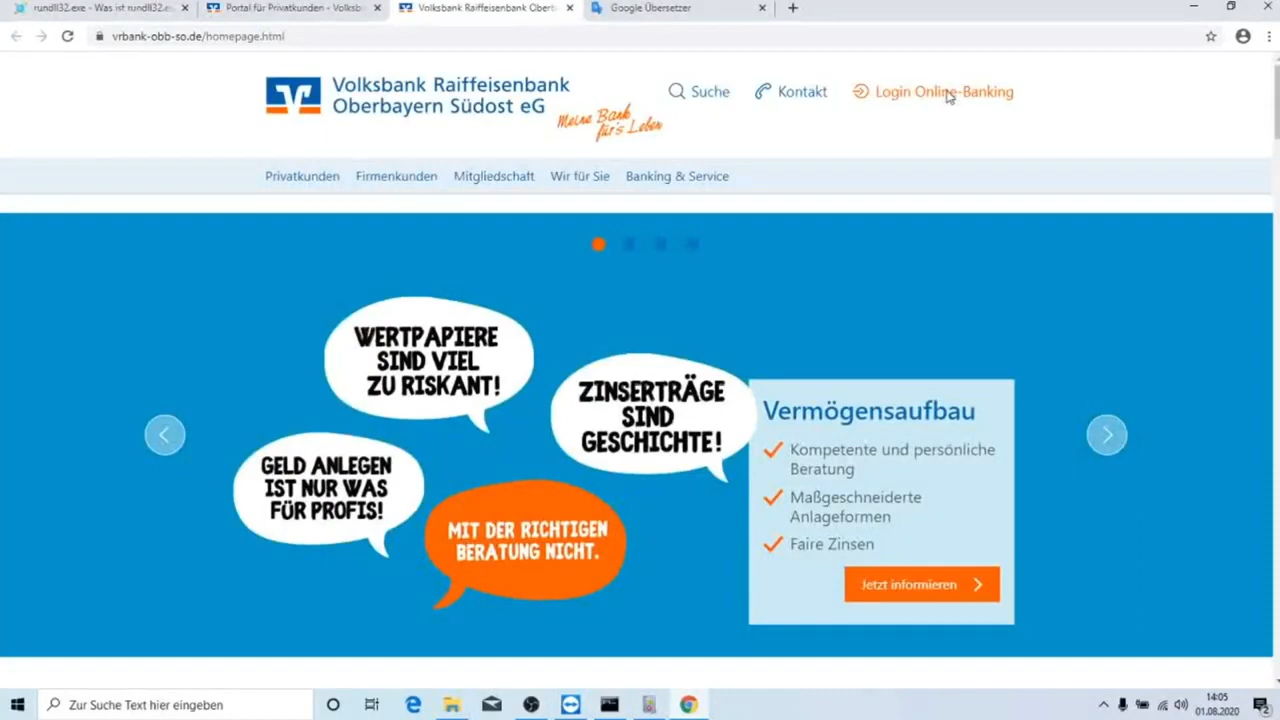 rundll32.exe - Was ist rundll32.ex
Portal für Privatkunden - Volksb
Volksbank Raiffeisenbank Oberb
Google Übersetzer
vrbank-obb-so.de/homepage.html
Volksbank Raiffeisenbank
Oberbayern Südost eG
Meine Bank
für's Leben
Suche
Kontakt
Login Online-Banking
Privatkunden
Firmenkunden
Mitgliedschaft
Wir für Sie
Banking & Service
WERTPAPIERE
SIND VIEL
ZU RISKANT!
ZINSERTRÄGE
SIND
GESCHICHTE!
GELD ANLEGEN
IST NUR WAS
FÜR PROFIS!
MIT DER RICHTIGEN
BERATUNG NICHT.
Vermögensaufbau
Kompetente und persönliche
Beratung
Maßgeschneiderte
Anlageformen
Faire Zinsen
Jetzt informieren
Zur Suche Text hier eingeben
14:05
01.08.2020
2